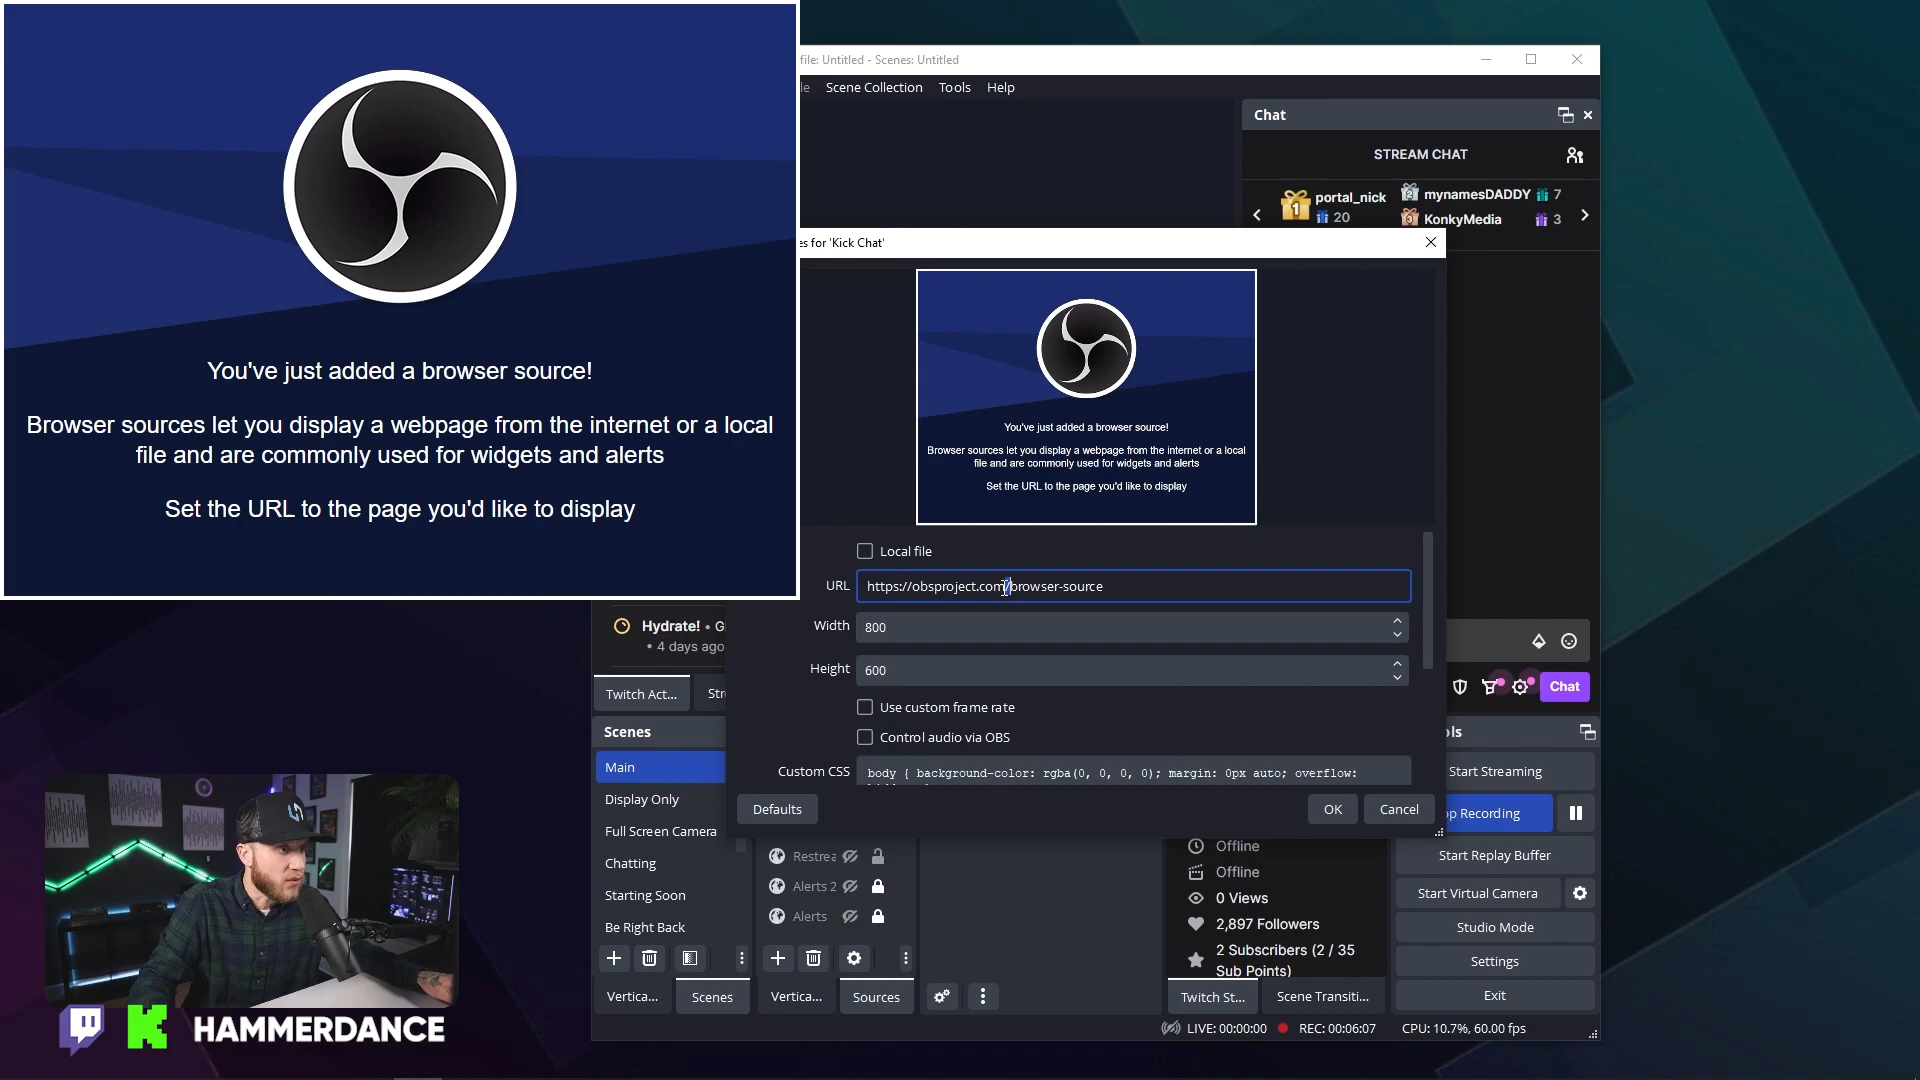 You've just added a browser source!
Browser sources let you display a webpage from the internet or a local
file and are commonly used for widgets and alerts
Set the URL to the page you'd like to display
file: Untitled - Scenes: Untitled
Scene Collection
Tools
Help
Chat
STREAM CHAT
1 portal_nick
20
2 mynamesDADDY 7
3 KonkyMedia 3
es for 'Kick Chat'
You've just added a browser source!
Browser sources let you display a webpage from the internet or a local
file and are commonly used for widgets and alerts
Set the URL to the page you'd like to display
Local file
URL https://obsproject.com/browser-source
Width 800
Height 600
Use custom frame rate
Control audio via OBS
Custom CSS body { background-color: rgba(0, 0, 0, 0); margin: 0px auto; overflow:
Defaults
OK
Cancel
Hydrate! • G
• 4 days ago
Twitch Act...
Str
Chat
Scenes
Main
Display Only
Full Screen Camera
Chatting
Starting Soon
Be Right Back
Vertica...
Scenes
Restrea
Alerts 2
Alerts
Vertica...
Sources
Offline
Offline
0 Views
2,897 Followers
2 Subscribers (2 / 35
Sub Points)
Twitch St...
Scene Transiti...
ols
Start Streaming
op Recording
Start Replay Buffer
Start Virtual Camera
Studio Mode
Settings
Exit
LIVE: 00:00:00
REC: 00:06:07
CPU: 10.7%, 60.00 fps
K HAMMERDANCE